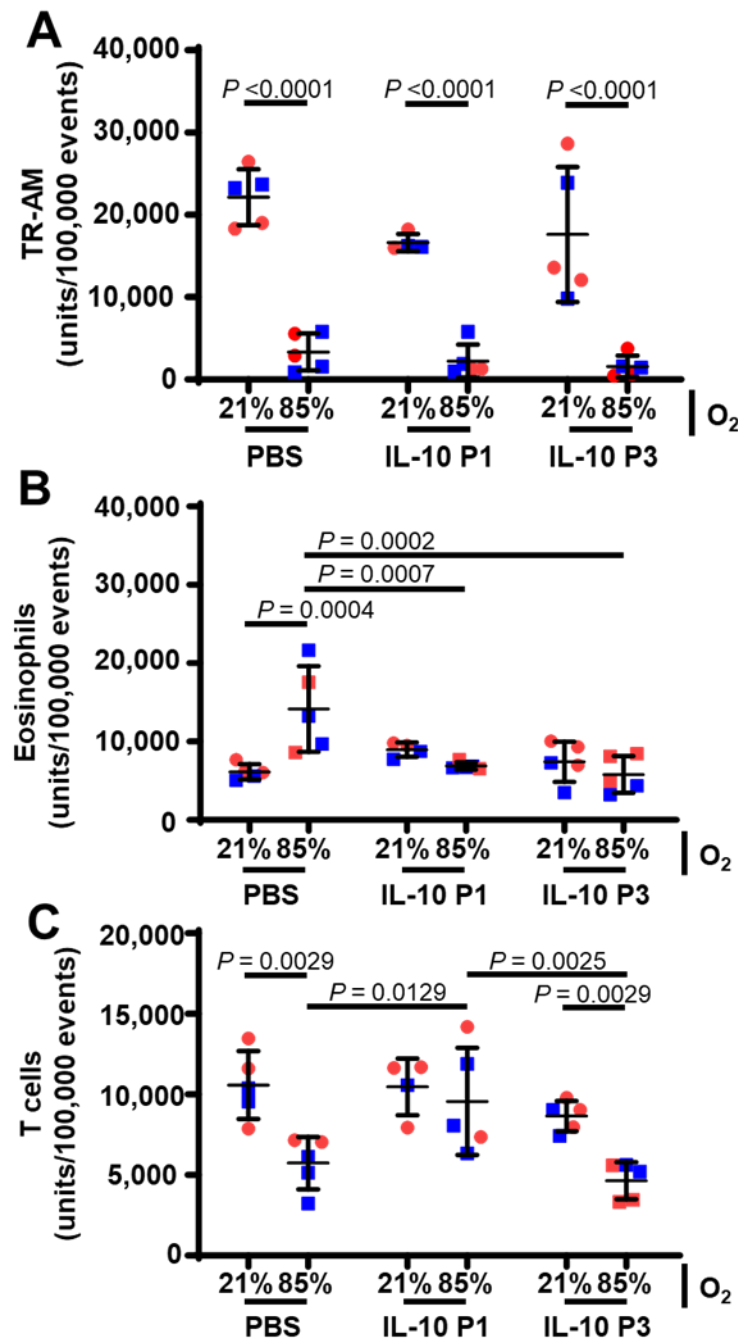 A
40,000
P <0.0001 P <0.0001 P <0.0001
30,000
20,000
10,000
0
TR-AM
(units/100,000 events)
21% 85% 21% 85% 21% 85% O2
PBS IL-10 P1 IL-10 P3
B
40,000
P = 0.0002
30,000
P = 0.0007
P = 0.0004
20,000
10,000
0
Eosinophils
(units/100,000 events)
21% 85% 21% 85% 21% 85% O2
PBS IL-10 P1 IL-10 P3
C
20,000
P = 0.0029 P = 0.0025
P = 0.0129 P = 0.0029
15,000
10,000
5,000
0
T cells
(units/100,000 events)
21% 85% 21% 85% 21% 85% O2
PBS IL-10 P1 IL-10 P3